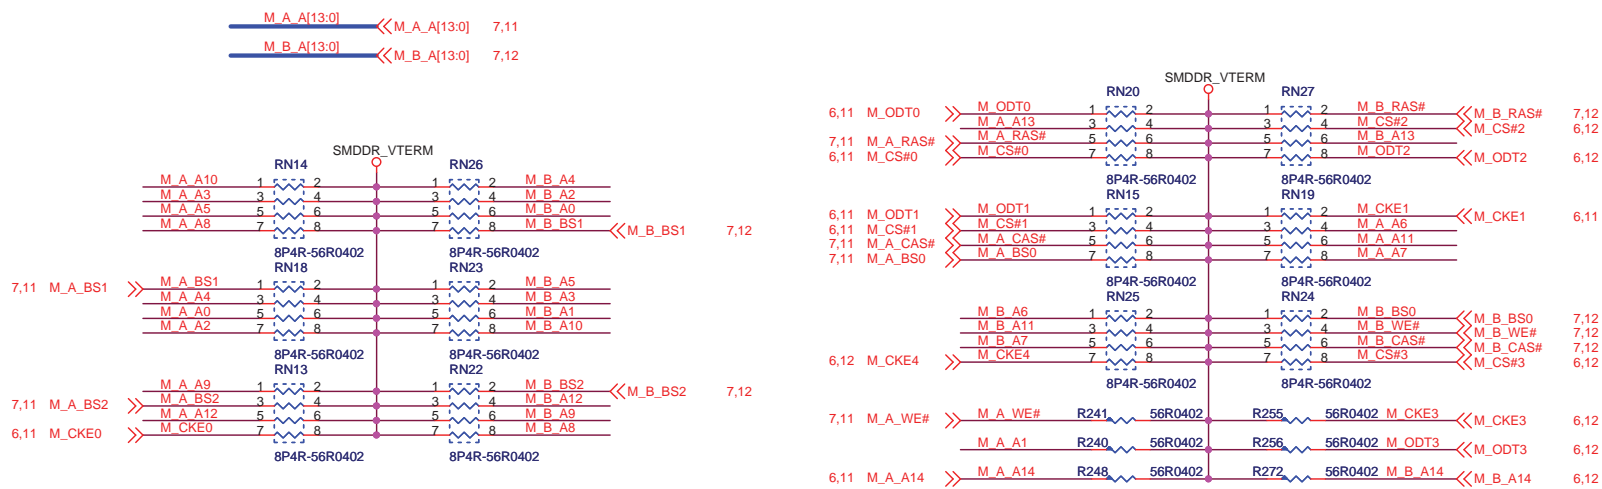 M_A_A[13:0] M_A_A[13:0] 7,11
M_B_A[13:0] M_B_A[13:0] 7,12
SMDDR_VTERM
RN14 RN26
M_A_A10 1 2 1 2 M_B_A4
M_A_A3 3 4 3 4 M_B_A2
M_A_A5 5 6 5 6 M_B_A0
M_A_A8 7 8 7 8 M_B_BS1 M_B_BS1 7,12
8P4R-56R0402 8P4R-56R0402
RN18 RN23
7,11 M_A_BS1 M_A_BS1 1 2 1 2 M_B_A5
M_A_A4 3 4 3 4 M_B_A3
M_A_A0 5 6 5 6 M_B_A1
M_A_A2 7 8 7 8 M_B_A10
8P4R-56R0402 8P4R-56R0402
RN13 RN22
M_A_A9 1 2 1 2 M_B_BS2 M_B_BS2 7,12
7,11 M_A_BS2 M_A_BS2 3 4 3 4 M_B_A12
M_A_A12 5 6 5 6 M_B_A9
6,11 M_CKE0 M_CKE0 7 8 7 8 M_B_A8
8P4R-56R0402 8P4R-56R0402
SMDDR_VTERM
RN20 RN27
6,11 M_ODT0 M_ODT0 1 2 1 2 M_B_RAS# M_B_RAS# 7,12
M_A_A13 3 4 3 4 M_CS#2 M_CS#2 6,12
7,11 M_A_RAS# M_A_RAS# 5 6 5 6 M_B_A13
6,11 M_CS#0 M_CS#0 7 8 7 8 M_ODT2 M_ODT2 6,12
8P4R-56R0402 8P4R-56R0402
RN15 RN19
6,11 M_ODT1 M_ODT1 1 2 1 2 M_CKE1 M_CKE1 6,11
6,11 M_CS#1 M_CS#1 3 4 3 4 M_A_A6
7,11 M_A_CAS# M_A_CAS# 5 6 5 6 M_A_A11
7,11 M_A_BS0 M_A_BS0 7 8 7 8 M_A_A7
8P4R-56R0402 8P4R-56R0402
RN25 RN24
M_B_A6 1 2 1 2 M_B_BS0 M_B_BS0 7,12
M_B_A11 3 4 3 4 M_B_WE# M_B_WE# 7,12
M_B_A7 5 6 5 6 M_B_CAS# M_B_CAS# 7,12
6,12 M_CKE4 M_CKE4 7 8 7 8 M_CS#3 M_CS#3 6,12
8P4R-56R0402 8P4R-56R0402
7,11 M_A_WE# M_A_WE# R241 56R0402 R255 56R0402 M_CKE3 M_CKE3 6,12
M_A_A1 R240 56R0402 R256 56R0402 M_ODT3 M_ODT3 6,12
6,11 M_A_A14 M_A_A14 R248 56R0402 R272 56R0402 M_B_A14 M_B_A14 6,12